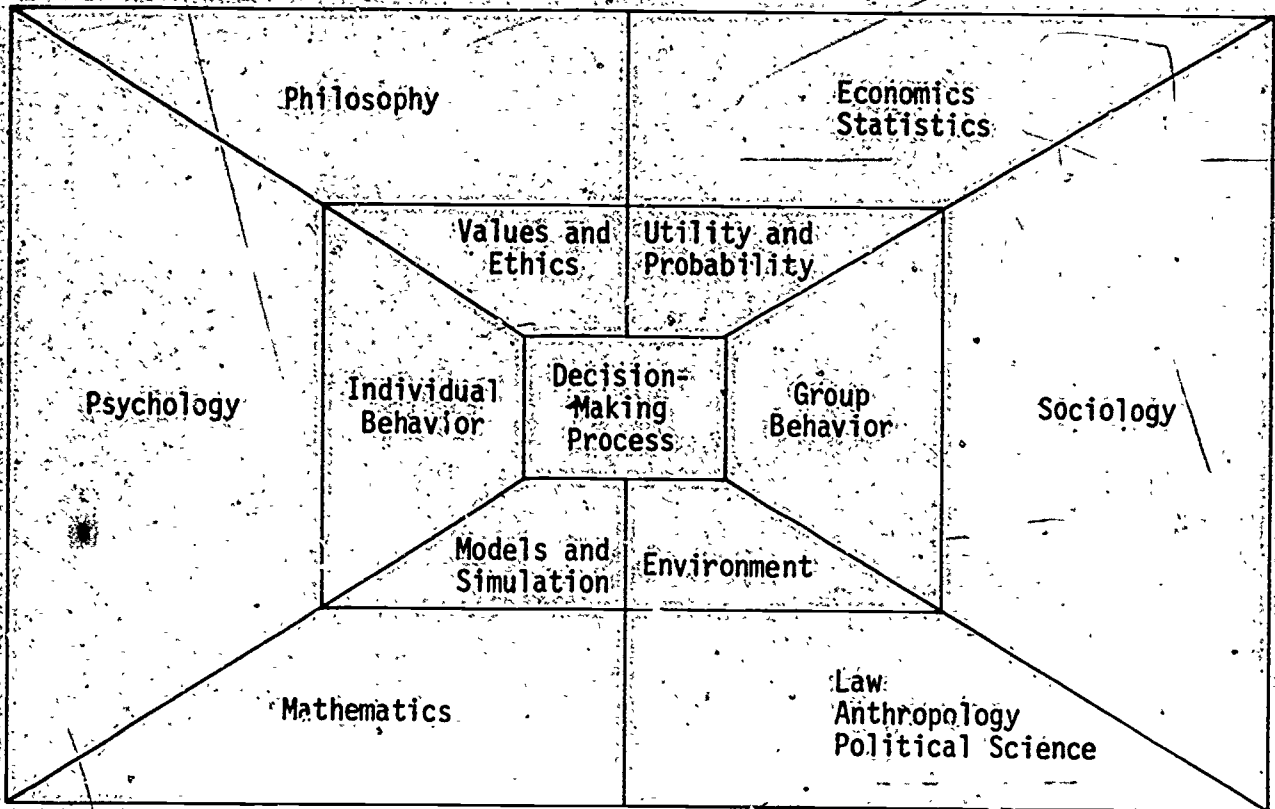 Philosophy
Economics
Statistics
Values and
Ethics
Utility and
Probability
Psychology
Individual
Behavior
Decision-
Making
Process
Group
Behavior
Sociology
Models and
Simulation
Environment
Mathematics
Law
Anthropology
Political Science